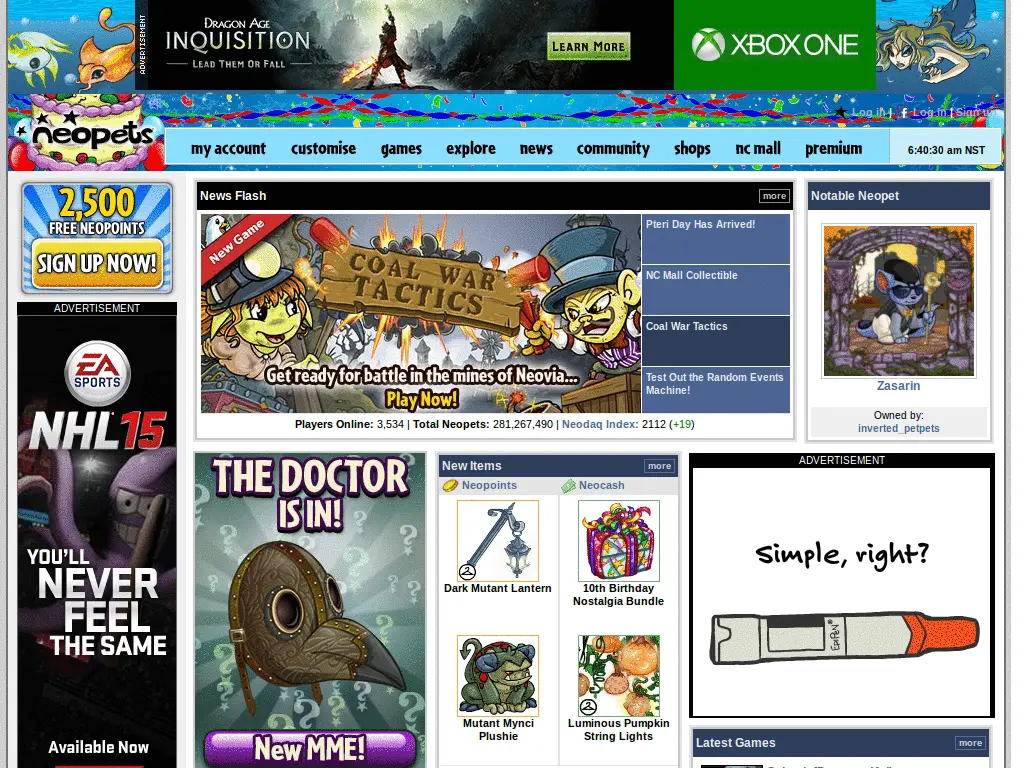 DRAGON AGE
INQUISITION
LEAD THEM OR FALL
LEARN MORE
XBOX ONE
ADVERTISEMENT
Log in | Log in | Sign up
neopets
my account customise games explore news community shops nc mall premium
6:40:30 am NST
2,500
FREE NEOPOINTS
SIGN UP NOW!
ADVERTISEMENT
EA
SPORTS
NHL 15
YOU'LL
NEVER
FEEL
THE SAME
Available Now
News Flash
more
New Game
COAL WAR
TACTICS
Get ready for battle in the mines of Neovia...
Play Now!
Pteri Day Has Arrived!
NC Mall Collectible
Coal War Tactics
Test Out the Random Events
Machine!
Players Online: 3,534 | Total Neopets: 281,267,490 | Neodaq Index: 2112 (+19)
Notable Neopet
Zasarin
Owned by:
inverted_petpets
THE DOCTOR
IS IN!
New MME!
New Items
more
Neopoints
Neocash
Dark Mutant Lantern
10th Birthday
Nostalgia Bundle
Mutant Mynci
Plushie
Luminous Pumpkin
String Lights
ADVERTISEMENT
Simple, right?
EpiPen®
Latest Games
more